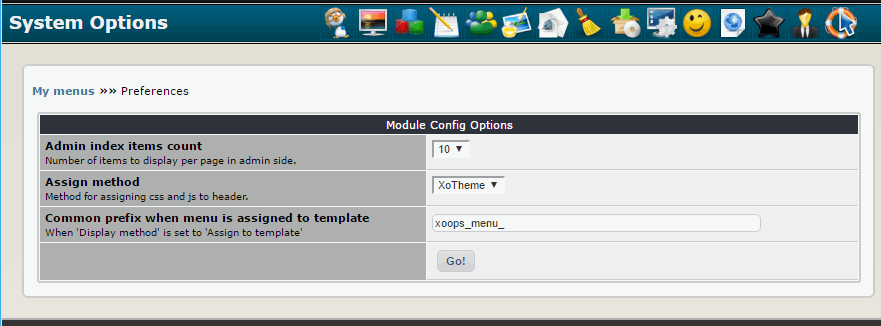 System Options
My menus »» Preferences
Module Config Options
Admin index items count
Number of items to display per page in admin side.
10
Assign method
Method for assigning css and js to header.
XoTheme
Common prefix when menu is assigned to template
When 'Display method' is set to 'Assign to template'
xoops_menu_
Go!